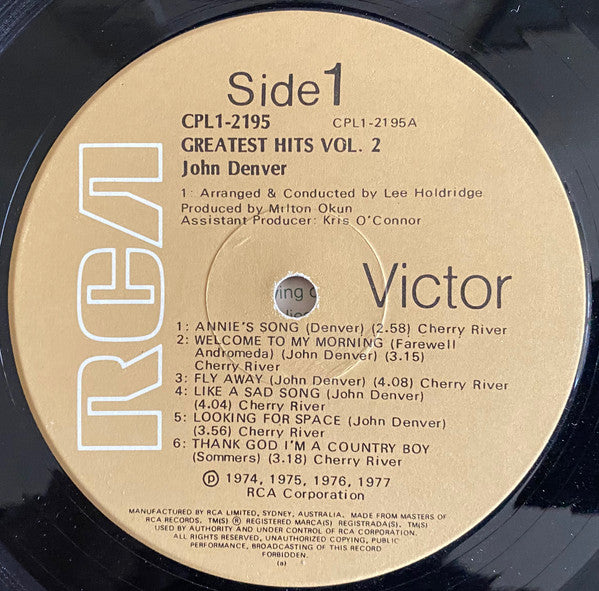 Side 1
CPL1-2195 CPL1-2195A
GREATEST HITS VOL. 2
John Denver
1: Arranged & Conducted by Lee Holdridge
Produced by Milton Okun
Assistant Producer: Kris O'Connor
RCA
Victor
ying
1: ANNIE'S SONG (Denver) (2.58) Cherry River
2: WELCOME TO MY MORNING (Farewell
Andromeda) (John Denver) (3.15)
Cherry River
3: FLY AWAY (John Denver) (4.08) Cherry River
4: LIKE A SAD SONG (John Denver)
(4.04) Cherry River
5: LOOKING FOR SPACE (John Denver)
(3.56) Cherry River
6: THANK GOD I'M A COUNTRY BOY
(Sommers) (3.18) Cherry River
℗ 1974, 1975, 1976, 1977
RCA Corporation
MANUFACTURED BY RCA LIMITED, SYDNEY, AUSTRALIA. MADE FROM MASTERS OF
RCA RECORDS. TM(S) ® REGISTERED MARCA(S) REGISTRADA(S). TM(S)
USED BY AUTHORITY AND UNDER CONTROL OF RCA CORPORATION.
ALL RIGHTS RESERVED, UNAUTHORIZED COPYING, PUBLIC
PERFORMANCE, BROADCASTING OF THIS RECORD
FORBIDDEN.
(a)